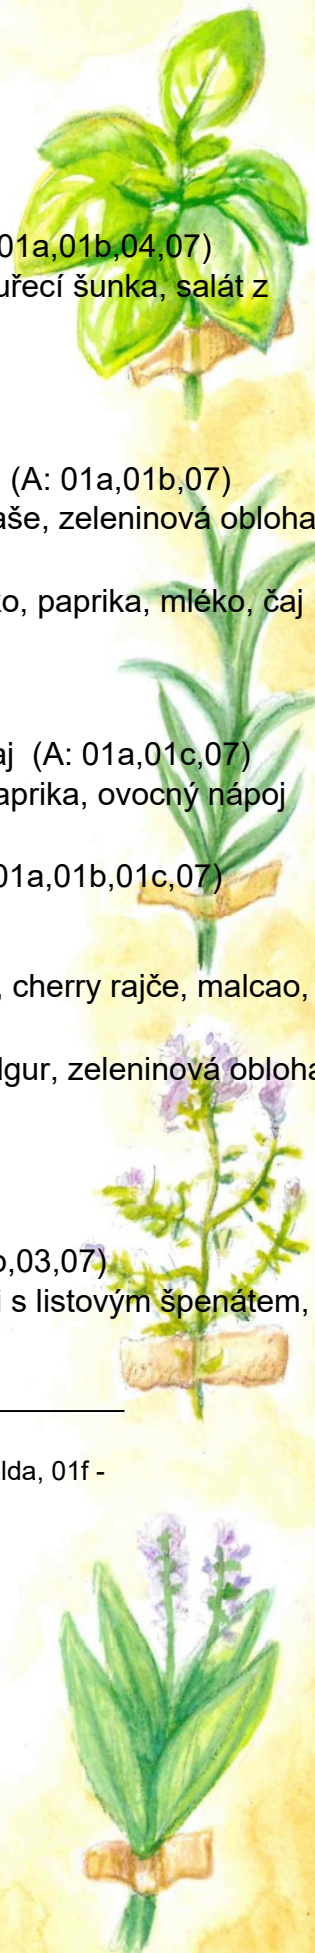 01a,01b,04,07)
uřecí šunka, salát z
(A: 01a,01b,07)
aše, zeleninová obloha
ko, paprika, mléko, čaj
aj (A: 01a,01c,07)
aprika, ovocný nápoj
01a,01b,01c,07)
, cherry rajče, malcao,
lgur, zeleninová obloha
o,03,07)
i s listovým špenátem,
lda, 01f -